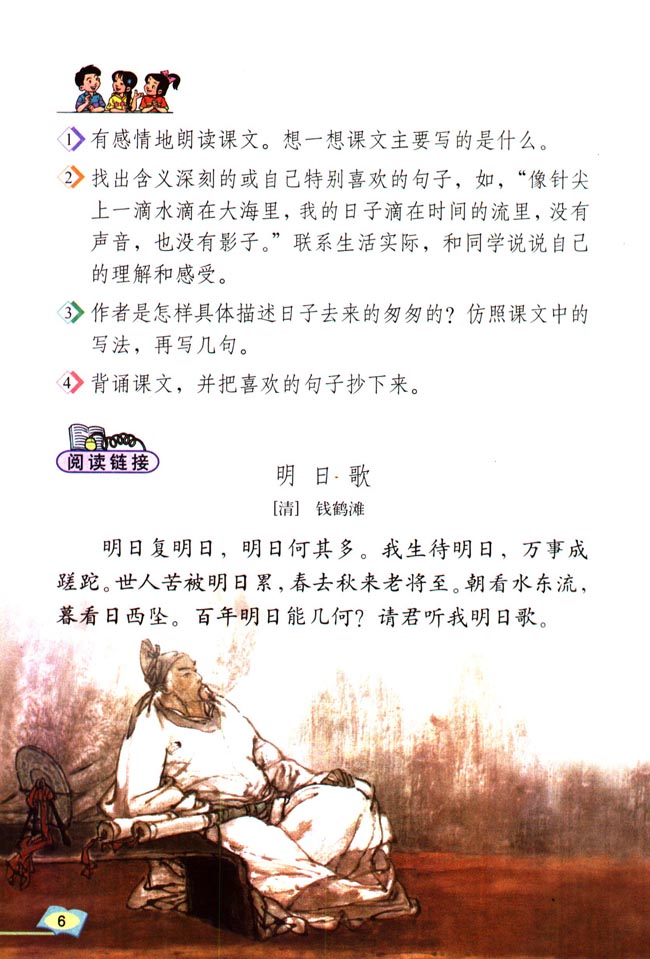 1 有感情地朗读课文。想一想课文主要写的是什么。
2 找出含义深刻的或自己特别喜欢的句子，如，“像针尖
上一滴水滴在大海里，我的日子滴在时间的流里，没有
声音，也没有影子。”联系生活实际，和同学说说自己
的理解和感受。
3 作者是怎样具体描述日子去来的匆匆的？仿照课文中的
写法，再写几句。
4 背诵课文，并把喜欢的句子抄下来。
阅读链接
明日歌
[清] 钱鹤滩
明日复明日，明日何其多。我生待明日，万事成
蹉跎。世人苦被明日累，春去秋来老将至。朝看水东流，
暮看日西坠。百年明日能几何？请君听我明日歌。
6